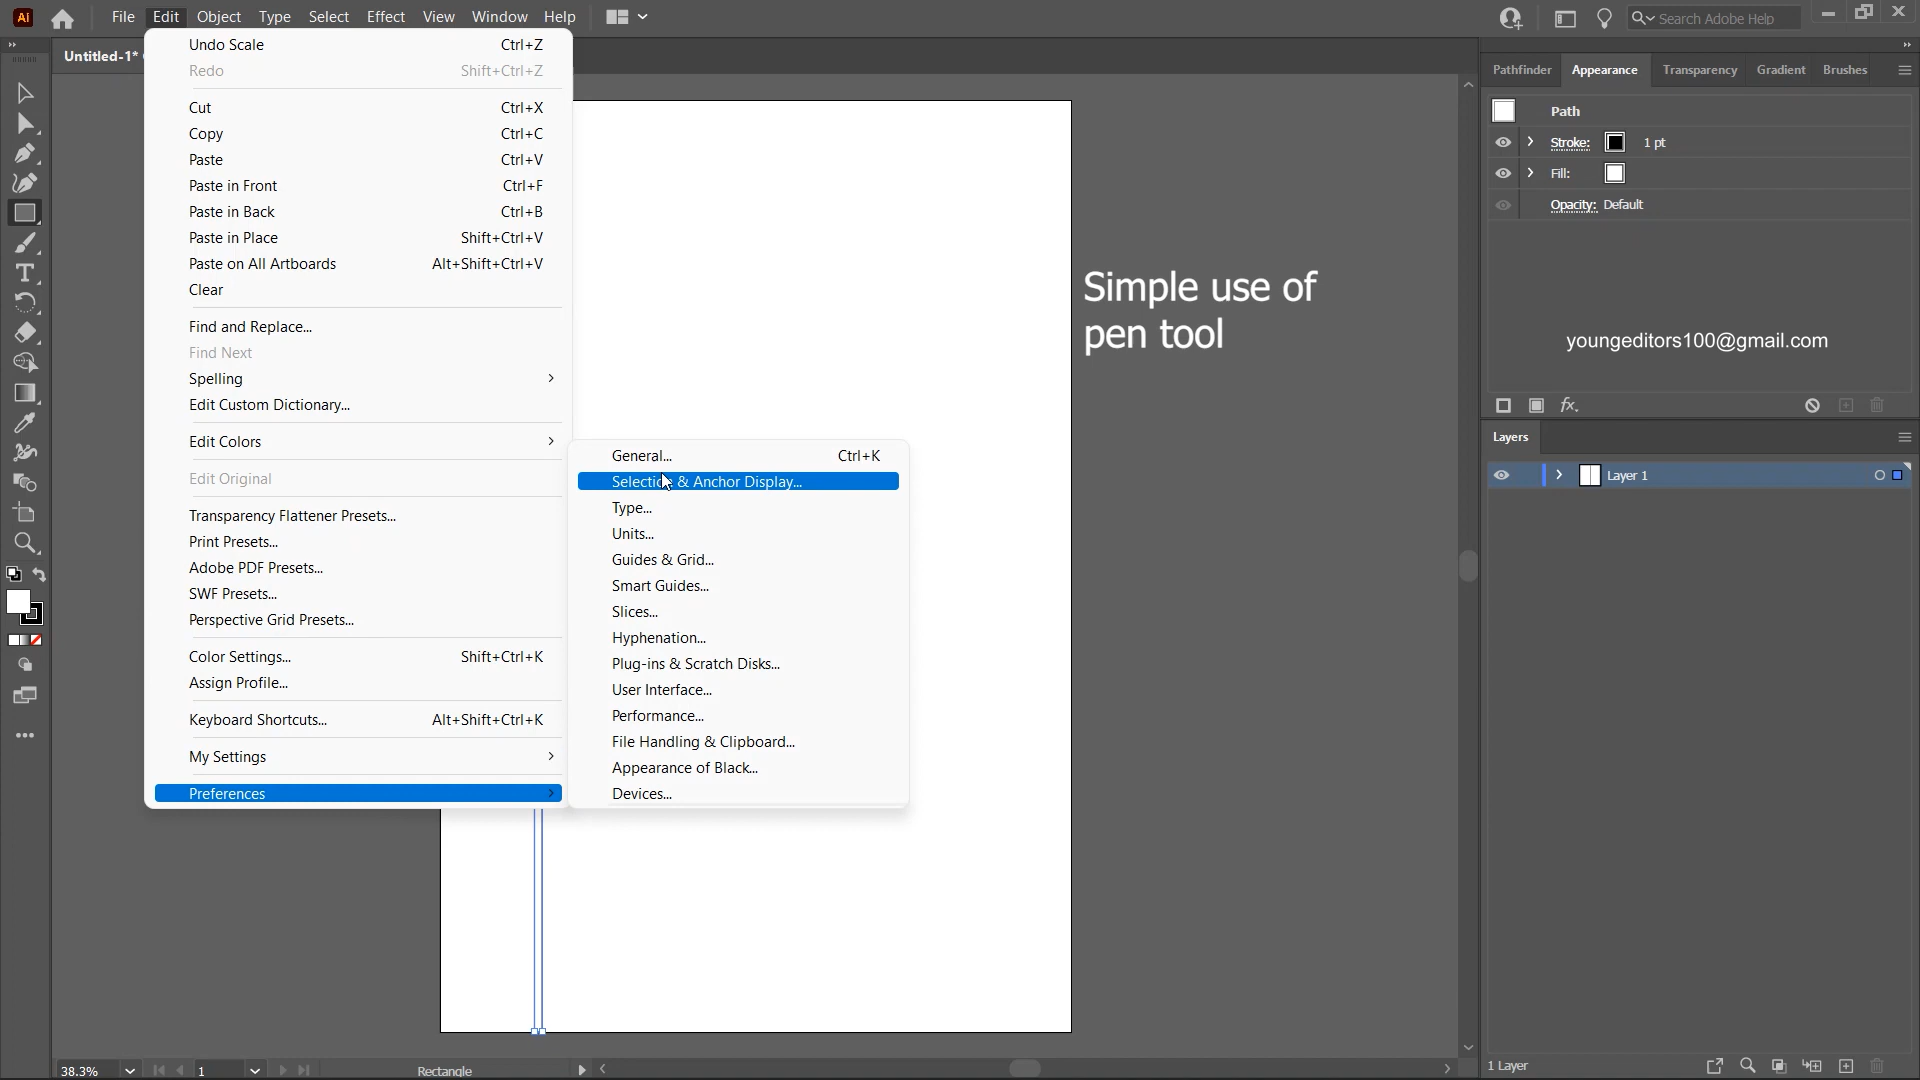 Ai File Edit Object Type Select Effect View Window Help Search Adobe Help
Untitled-1*
Undo Scale Ctrl+Z
Redo Shift+Ctrl+Z
Cut Ctrl+X
Copy Ctrl+C
Paste Ctrl+V
Paste in Front Ctrl+F
Paste in Back Ctrl+B
Paste in Place Shift+Ctrl+V
Paste on All Artboards Alt+Shift+Ctrl+V
Clear
Find and Replace...
Find Next
Spelling
Edit Custom Dictionary...
Edit Colors
Edit Original
Transparency Flattener Presets...
Print Presets...
Adobe PDF Presets...
SWF Presets...
Perspective Grid Presets...
Color Settings... Shift+Ctrl+K
Assign Profile...
Keyboard Shortcuts... Alt+Shift+Ctrl+K
My Settings
Preferences
General... Ctrl+K
Selection & Anchor Display...
Type...
Units...
Guides & Grid...
Smart Guides...
Slices...
Hyphenation...
Plug-ins & Scratch Disks...
User Interface...
Performance...
File Handling & Clipboard...
Appearance of Black...
Devices...
Simple use of
pen tool
Pathfinder Appearance Transparency Gradient Brushes
Path
Stroke: 1 pt
Fill:
Opacity: Default
youngeditors100@gmail.com
fx.
Layers
Layer 1
1 Layer
38.3% 1 Rectangle